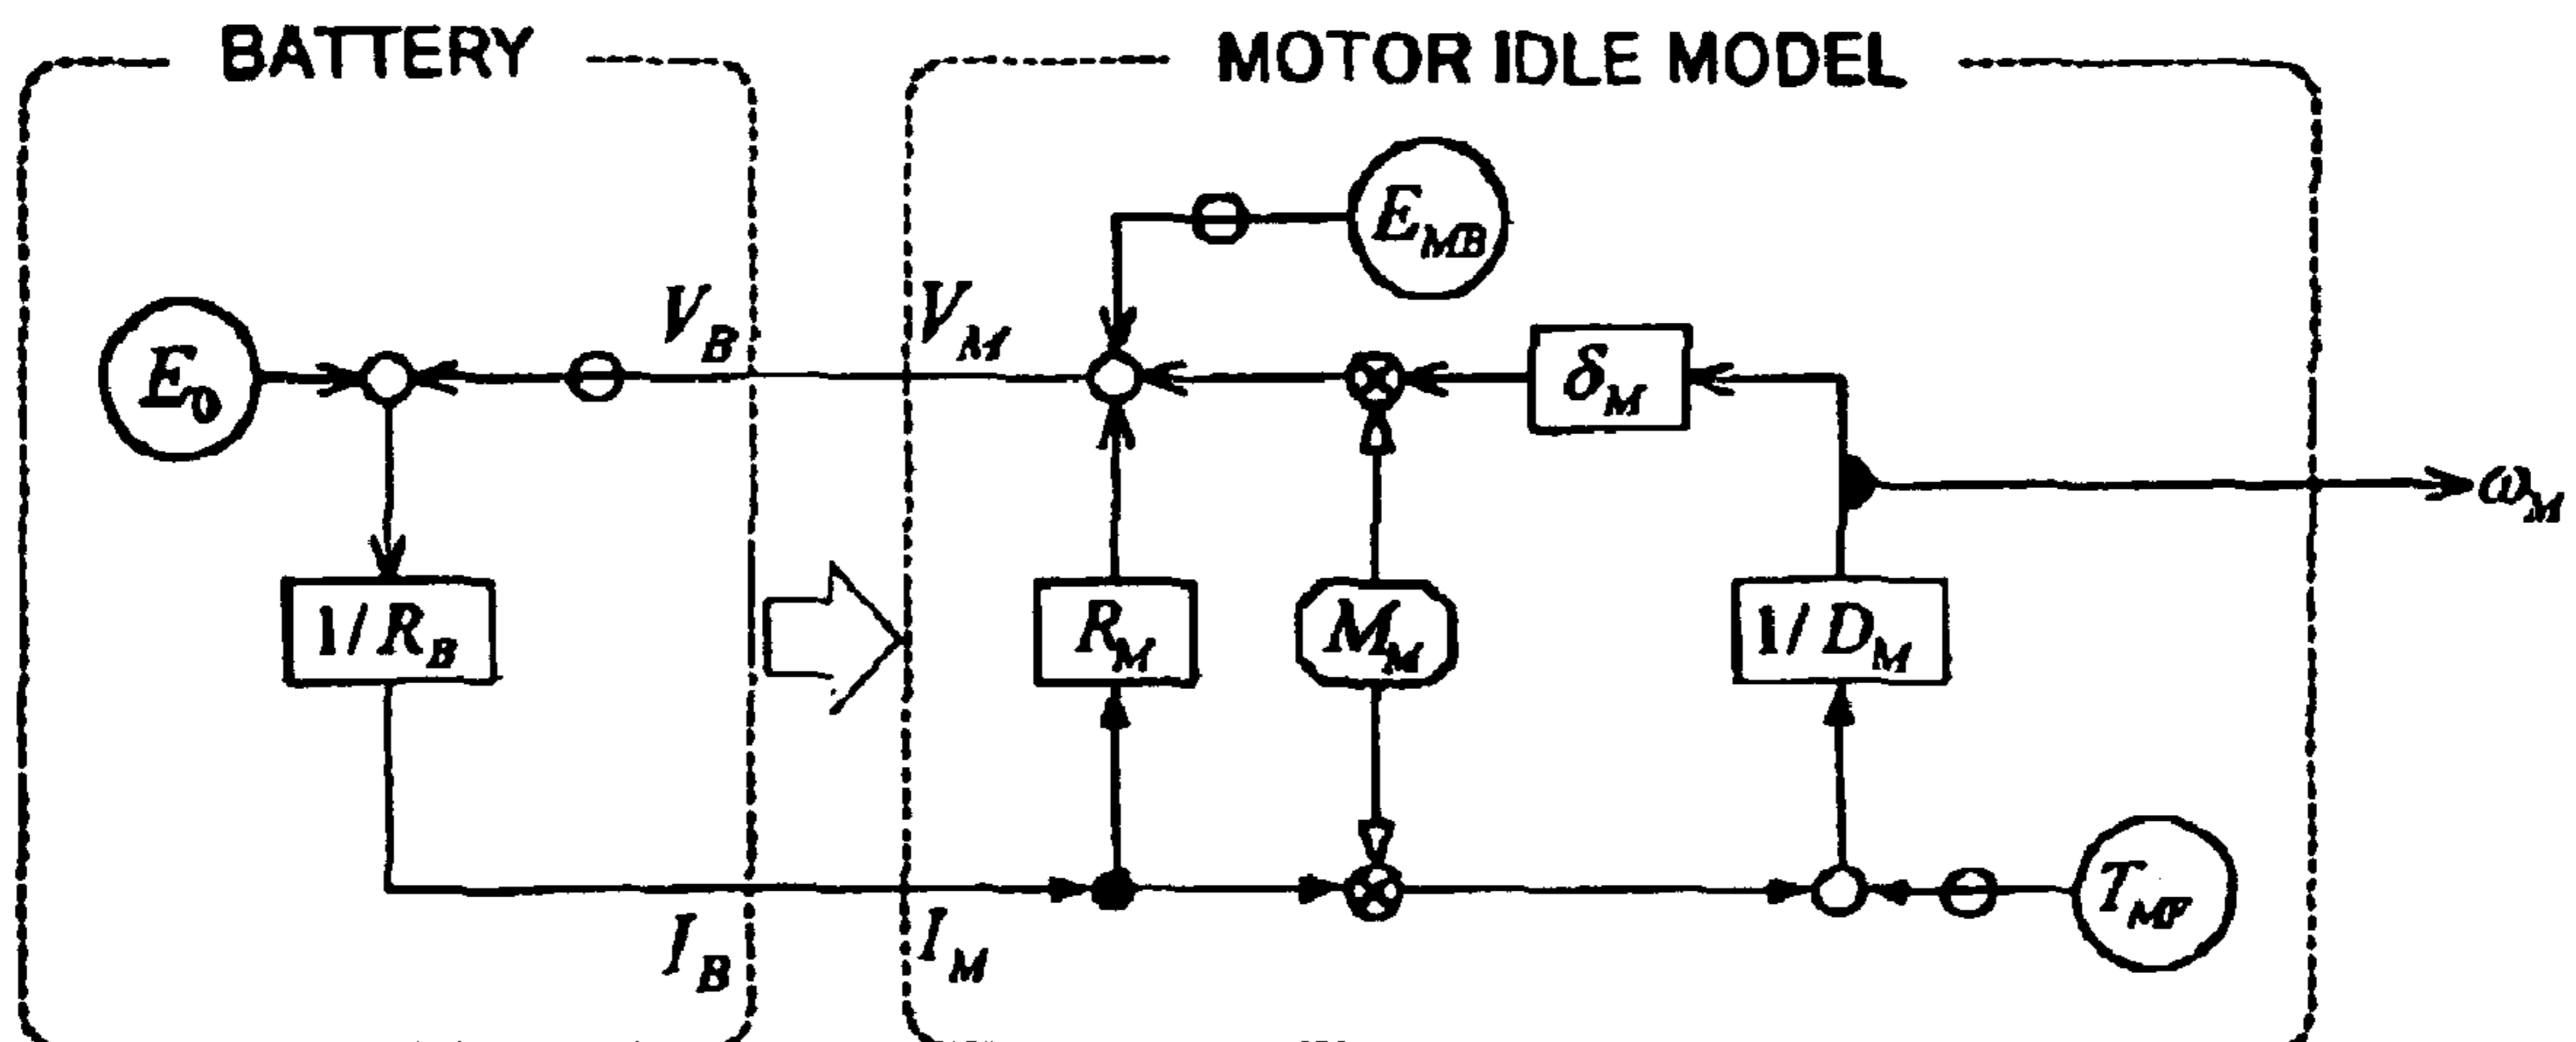 BATTERY
MOTOR IDLE MODEL
E_MB
V_B
V_M
E_0
δ_M
ω_M
1/R_B
R_M
M_M
1/D_M
I_B
I_M
T_MF